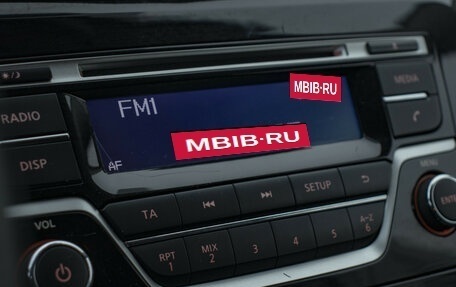 MBIB·RU
MEDIA
FM1
RADIO
MBIB·RU
DISP
AF
MENU
SETUP
ENTER
TA
VOL
RPT
1
MIX
2
3
4
5
A-Z
6